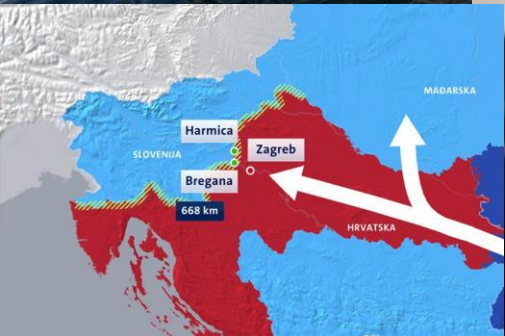 MAĐARSKA
Harmica
Zagreb
SLOVENIJA
Bregana
668 km
HRVATSKA